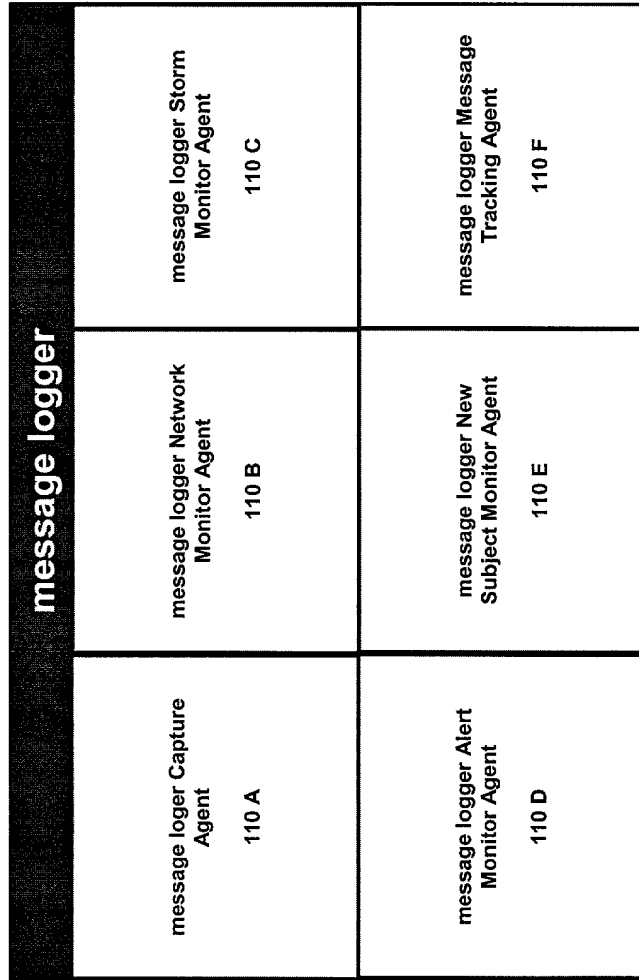 message logger
message loger Capture
Agent
110 A
message logger Network
Monitor Agent
110 B
message logger Storm
Monitor Agent
110 C
message logger Alert
Monitor Agent
110 D
message logger New
Subject Monitor Agent
110 E
message logger Message
Tracking Agent
110 F